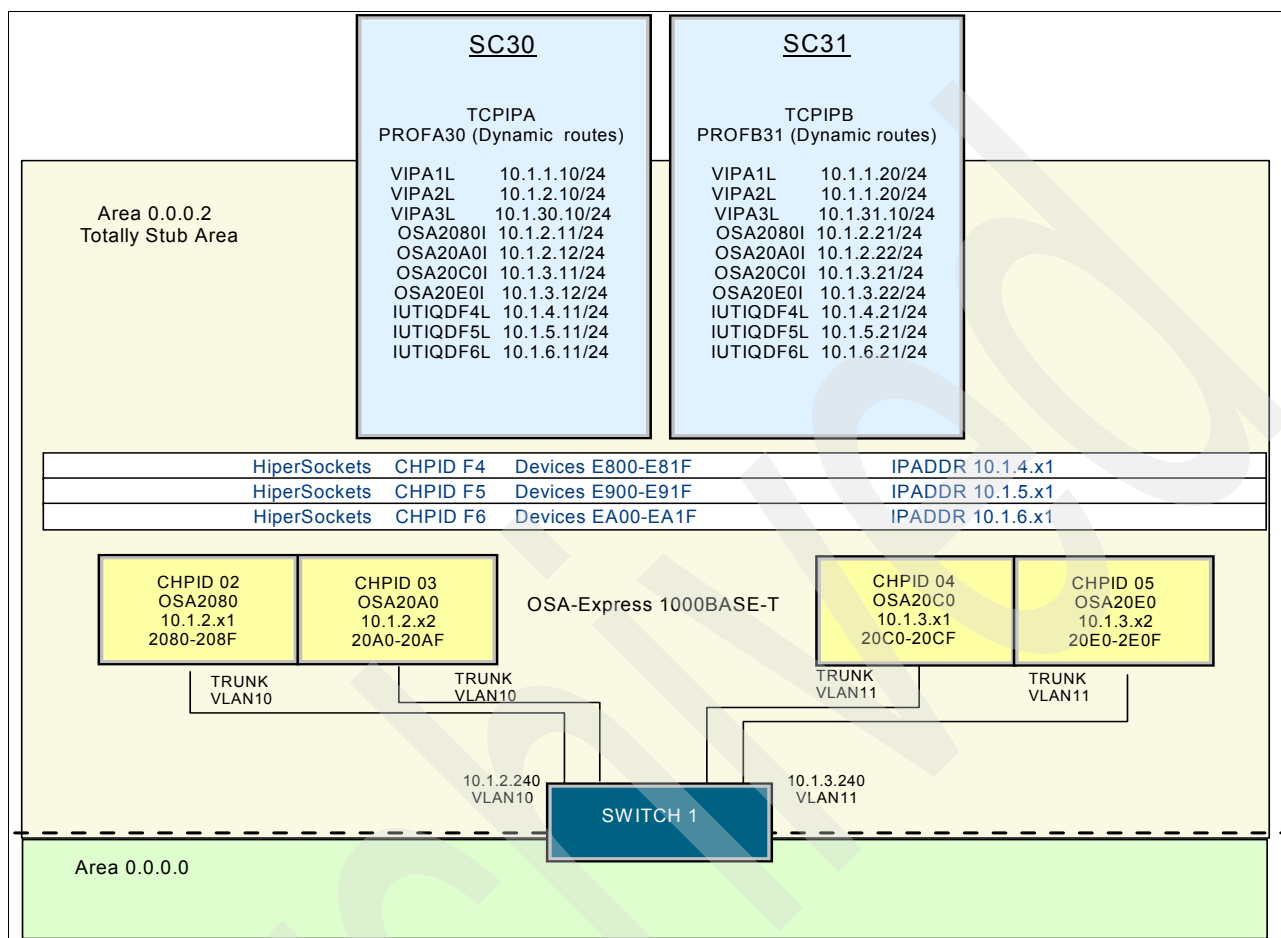 SC30
TCPIPA
PROFA30 (Dynamic routes)
VIPA1L 10.1.1.10/24
VIPA2L 10.1.2.10/24
VIPA3L 10.1.30.10/24
OSA2080I 10.1.2.11/24
OSA20A0I 10.1.2.12/24
OSA20C0I 10.1.3.11/24
OSA20E0I 10.1.3.12/24
IUTIQDF4L 10.1.4.11/24
IUTIQDF5L 10.1.5.11/24
IUTIQDF6L 10.1.6.11/24
SC31
TCPIPB
PROFB31 (Dynamic routes)
VIPA1L 10.1.1.20/24
VIPA2L 10.1.1.20/24
VIPA3L 10.1.31.10/24
OSA2080I 10.1.2.21/24
OSA20A0I 10.1.2.22/24
OSA20C0I 10.1.3.21/24
OSA20E0I 10.1.3.22/24
IUTIQDF4L 10.1.4.21/24
IUTIQDF5L 10.1.5.21/24
IUTIQDF6L 10.1.6.21/24
Area 0.0.0.2
Totally Stub Area
HiperSockets CHPID F4 Devices E800-E81F IPADDR 10.1.4.x1
HiperSockets CHPID F5 Devices E900-E91F IPADDR 10.1.5.x1
HiperSockets CHPID F6 Devices EA00-EA1F IPADDR 10.1.6.x1
CHPID 02
OSA2080
10.1.2.x1
2080-208F
CHPID 03
OSA20A0
10.1.2.x2
20A0-20AF
OSA-Express 1000BASE-T
CHPID 04
OSA20C0
10.1.3.x1
20C0-20CF
CHPID 05
OSA20E0
10.1.3.x2
20E0-2E0F
TRUNK
VLAN10
TRUNK
VLAN10
TRUNK
VLAN11
TRUNK
VLAN11
10.1.2.240
VLAN10
10.1.3.240
VLAN11
SWITCH 1
Area 0.0.0.0